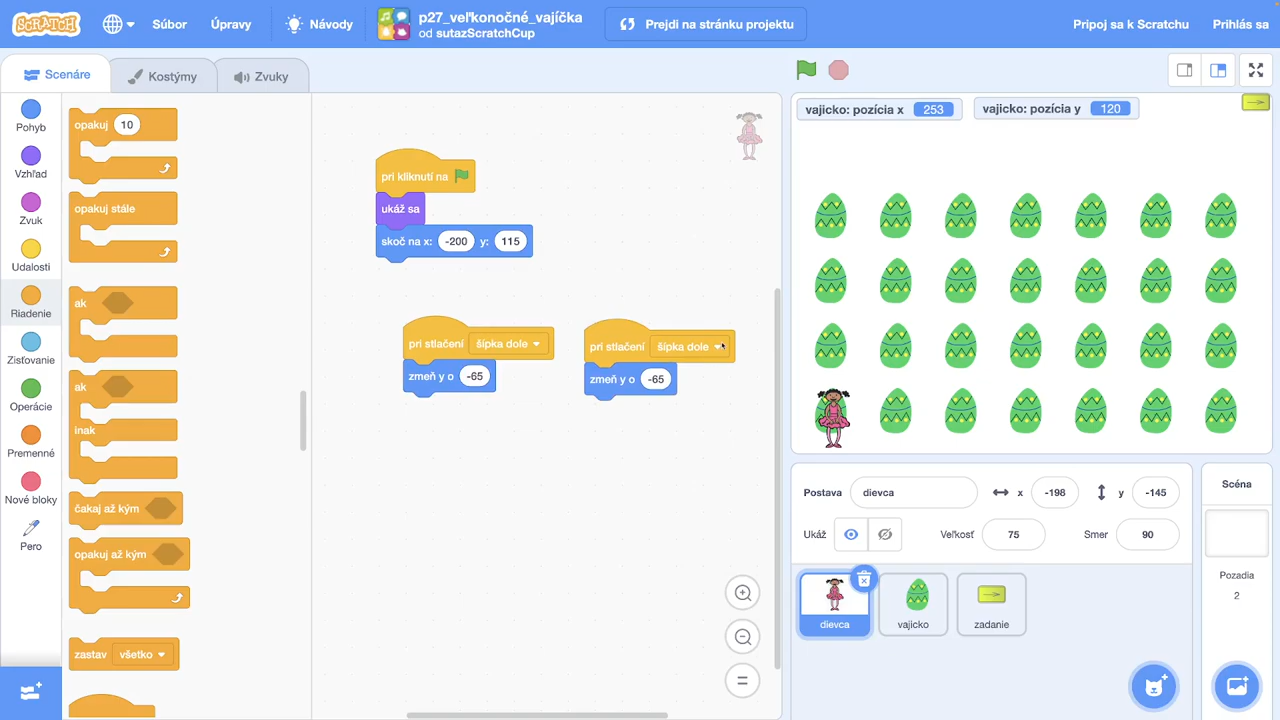 SCRATCH
Súbor
Úpravy
Návody
p27_veľkonočné_vajíčka
od sutazScratchCup
Prejdi na stránku projektu
Pripoj sa k Scratchu
Prihlás sa
Scenáre
Kostýmy
Zvuky
Pohyb
Vzhľad
Zvuk
Udalosti
Riadenie
Zisťovanie
Operácie
Premenné
Nové bloky
Pero
opakuj 10
opakuj stále
ak
ak
inak
čakaj až kým
opakuj až kým
zastav všetko
pri kliknutí na
ukáž sa
skoč na x: -200 y: 115
pri stlačení šípka dole
zmeň y o -65
pri stlačení šípka dole
zmeň y o -65
vajicko: pozícia x 253
vajicko: pozícia y 120
Postava dievca x -198 y -145
Ukáž Veľkosť 75 Smer 90
dievca
vajicko
zadanie
Scéna
Pozadia
2